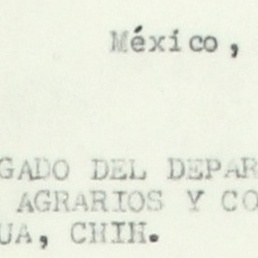 México,
GADO DEL DEPAR
AGRARIOS Y CO
UA, CHIH.